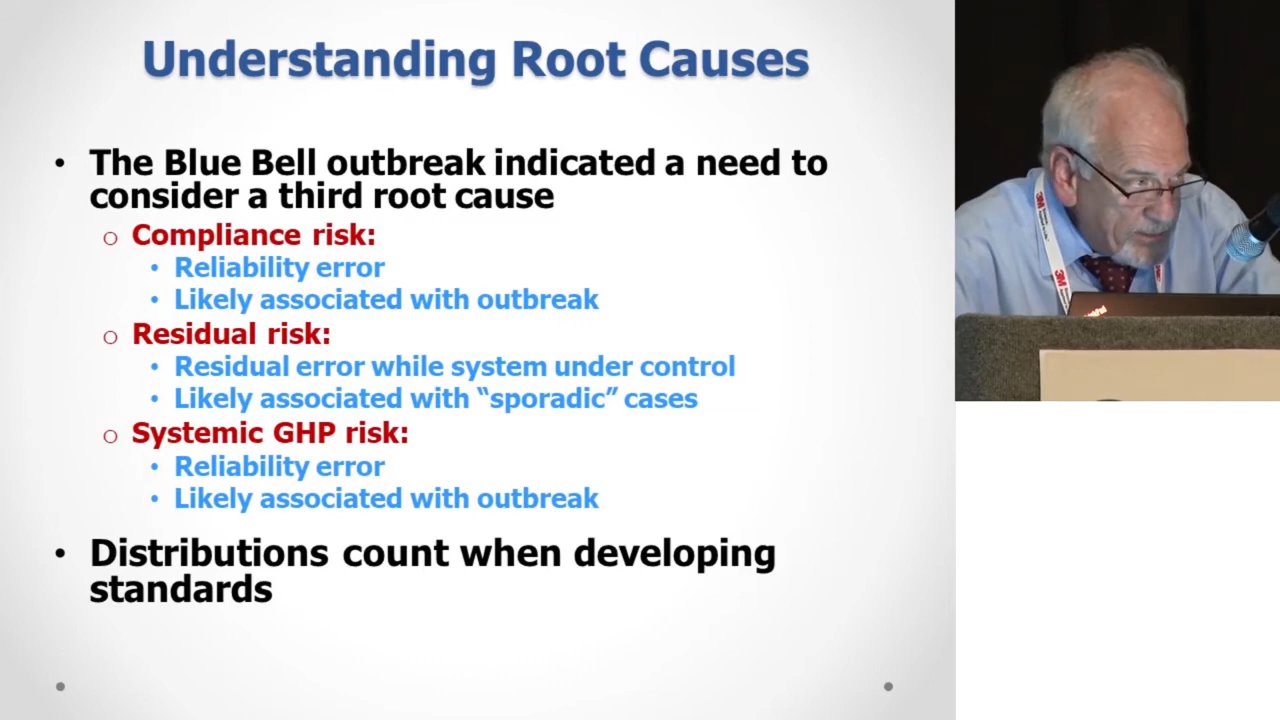 Understanding Root Causes
• The Blue Bell outbreak indicated a need to
consider a third root cause
o Compliance risk:
• Reliability error
• Likely associated with outbreak
o Residual risk:
• Residual error while system under control
• Likely associated with “sporadic” cases
o Systemic GHP risk:
• Reliability error
• Likely associated with outbreak
• Distributions count when developing
standards
3M
3M